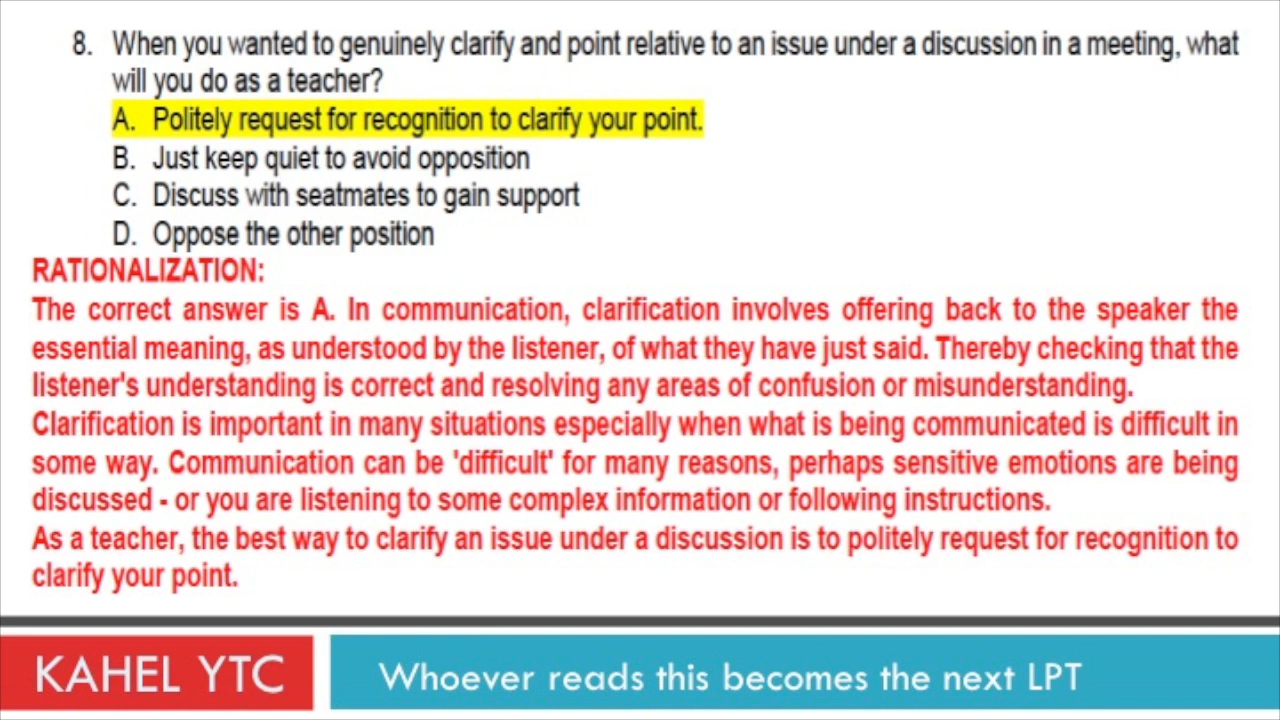 8. When you wanted to genuinely clarify and point relative to an issue under a discussion in a meeting, what
will you do as a teacher?
A. Politely request for recognition to clarify your point.
B. Just keep quiet to avoid opposition
C. Discuss with seatmates to gain support
D. Oppose the other position
RATIONALIZATION:
The correct answer is A. In communication, clarification involves offering back to the speaker the
essential meaning, as understood by the listener, of what they have just said. Thereby checking that the
listener's understanding is correct and resolving any areas of confusion or misunderstanding.
Clarification is important in many situations especially when what is being communicated is difficult in
some way. Communication can be 'difficult' for many reasons, perhaps sensitive emotions are being
discussed - or you are listening to some complex information or following instructions.
As a teacher, the best way to clarify an issue under a discussion is to politely request for recognition to
clarify your point.
KAHEL YTC
Whoever reads this becomes the next LPT